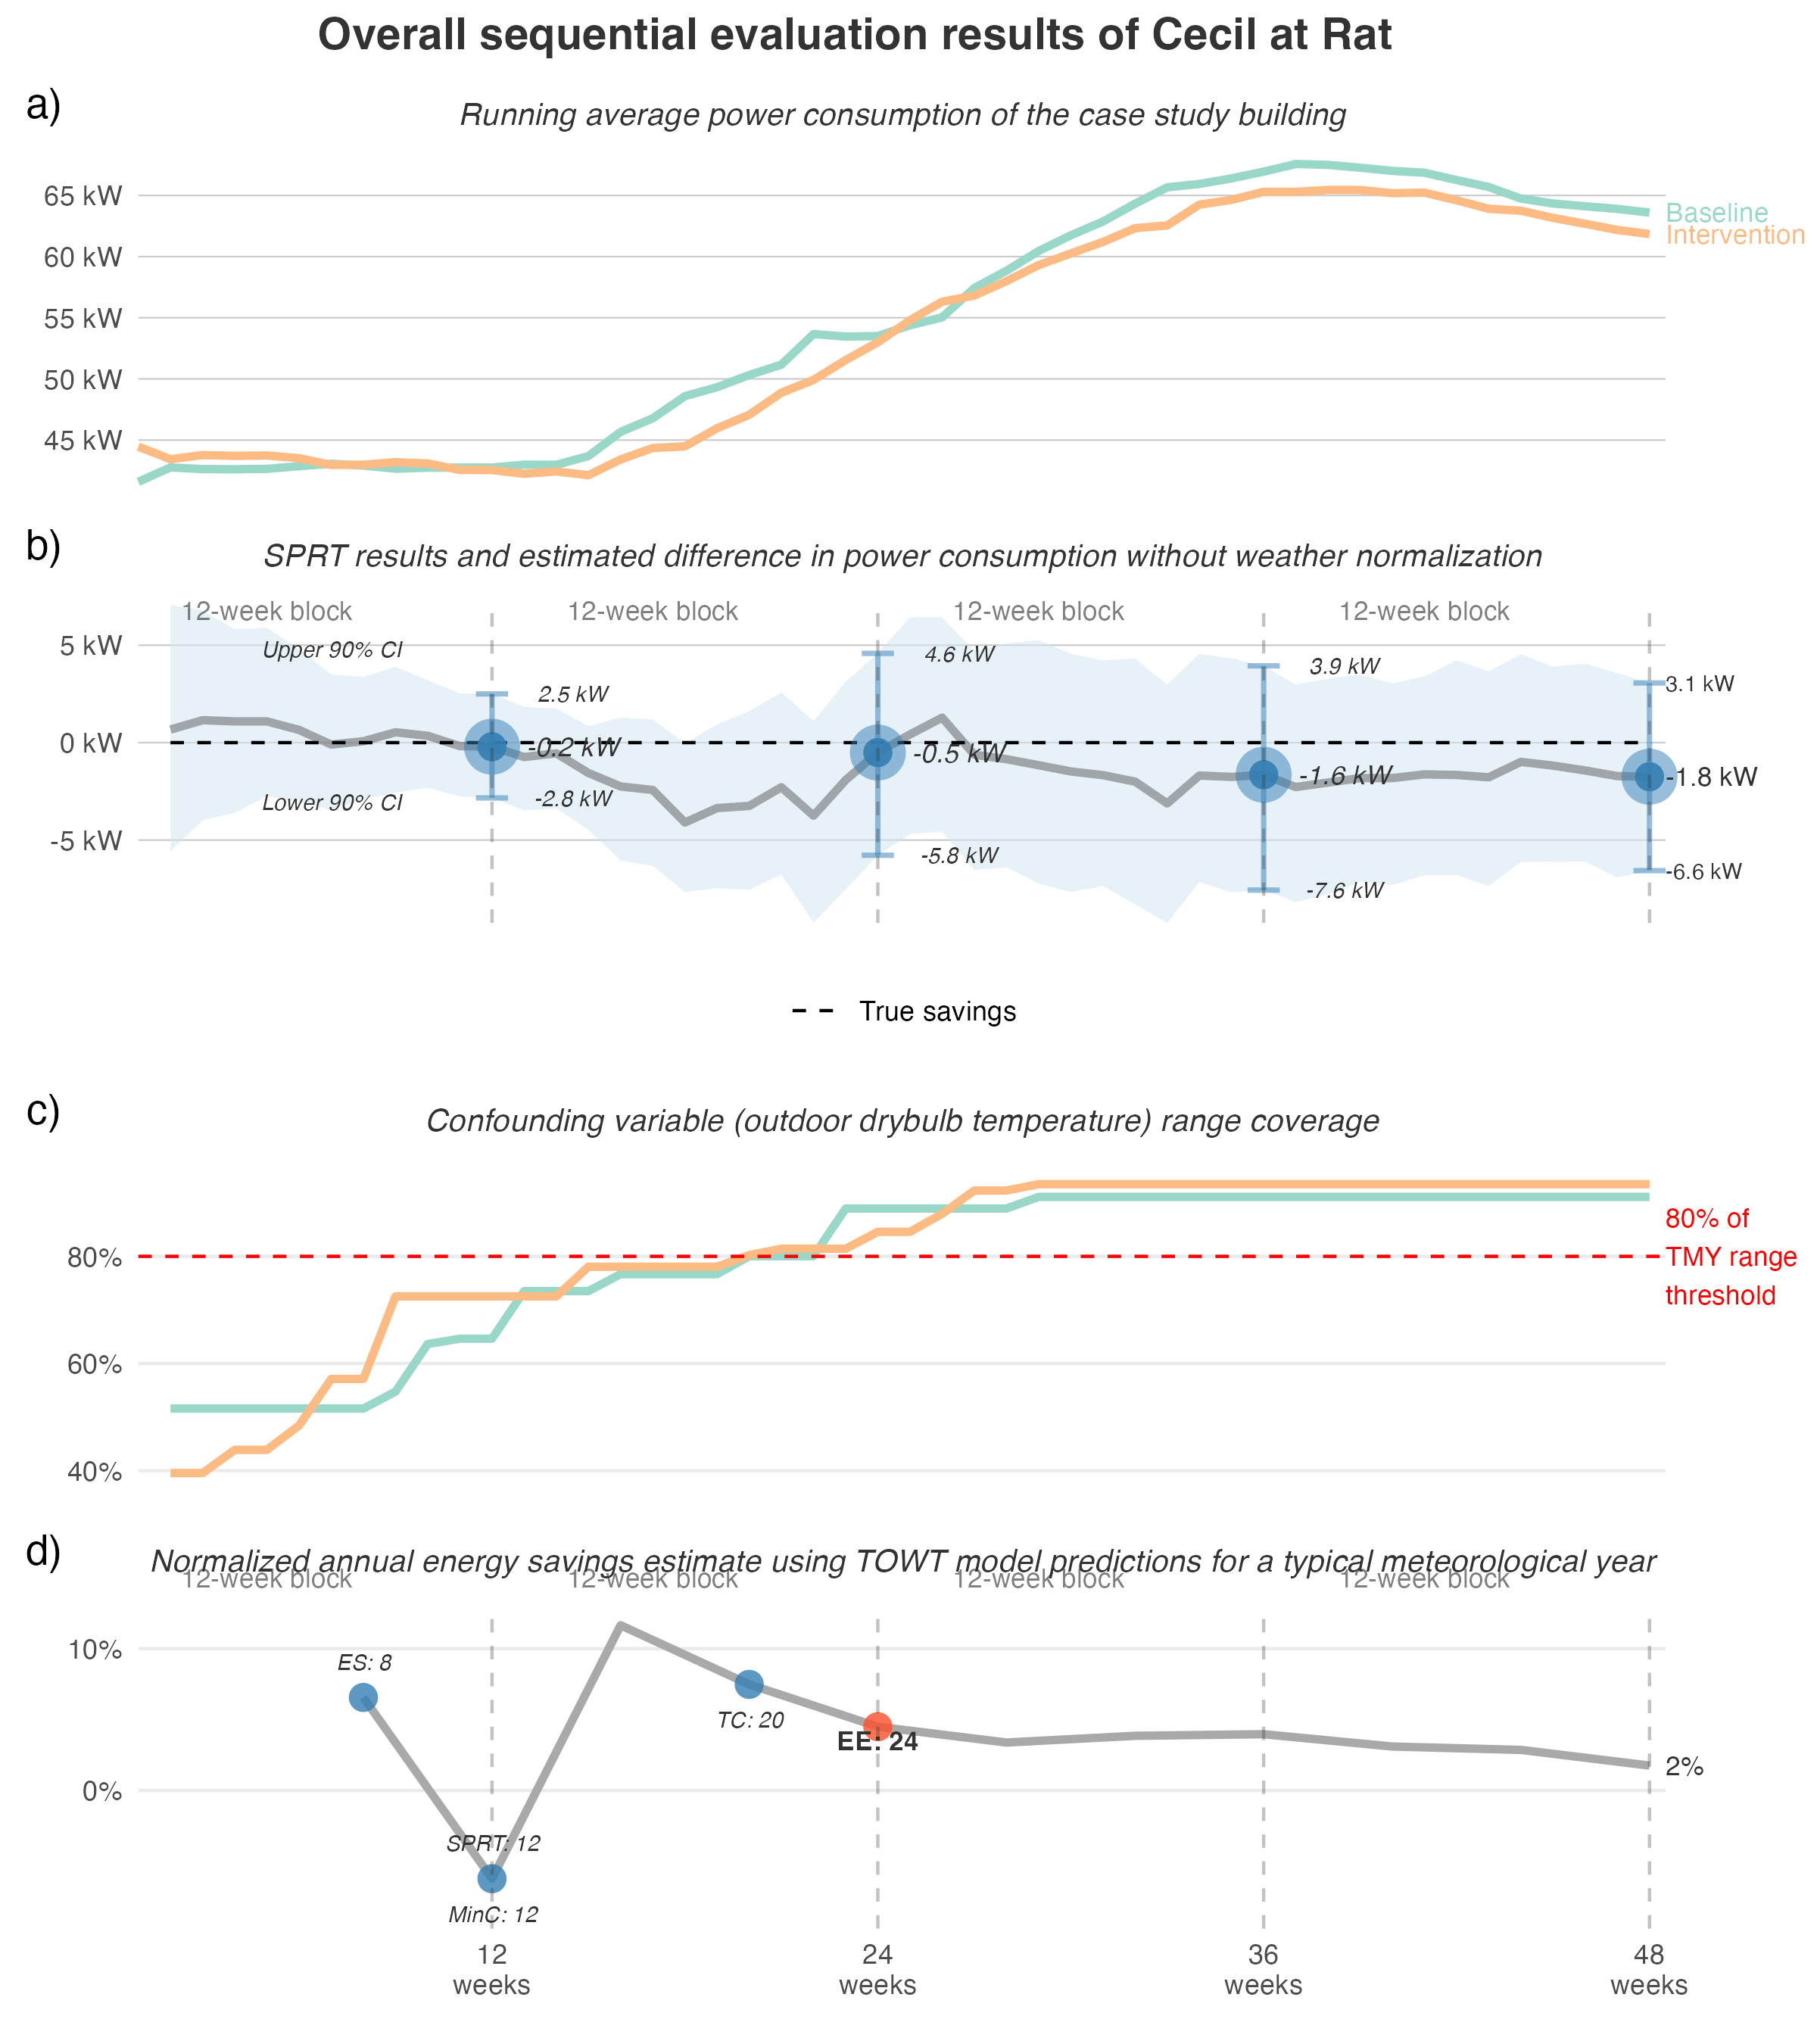 Overall sequential evaluation results of Cecil at Rat
a)
Running average power consumption of the case study building
65 kW
60 kW
55 kW
50 kW
45 kW
Baseline
Intervention
b)
SPRT results and estimated difference in power consumption without weather normalization
12-week block 12-week block 12-week block 12-week block
5 kW
0 kW
-5 kW
Upper 90% CI
Lower 90% CI
2.5 kW
-0.2 kW
-2.8 kW
4.6 kW
-0.5 kW
-5.8 kW
3.9 kW
-1.6 kW
-7.6 kW
3.1 kW
-1.8 kW
-6.6 kW
True savings
c)
Confounding variable (outdoor drybulb temperature) range coverage
80%
60%
40%
80% of
TMY range
threshold
d)
Normalized annual energy savings estimate using TOWT model predictions for a typical meteorological year
12-week block 12-week block 12-week block 12-week block
10%
0%
ES: 8
SPRT: 12
MinC: 12
TC: 20
EE: 24
2%
12
weeks
24
weeks
36
weeks
48
weeks